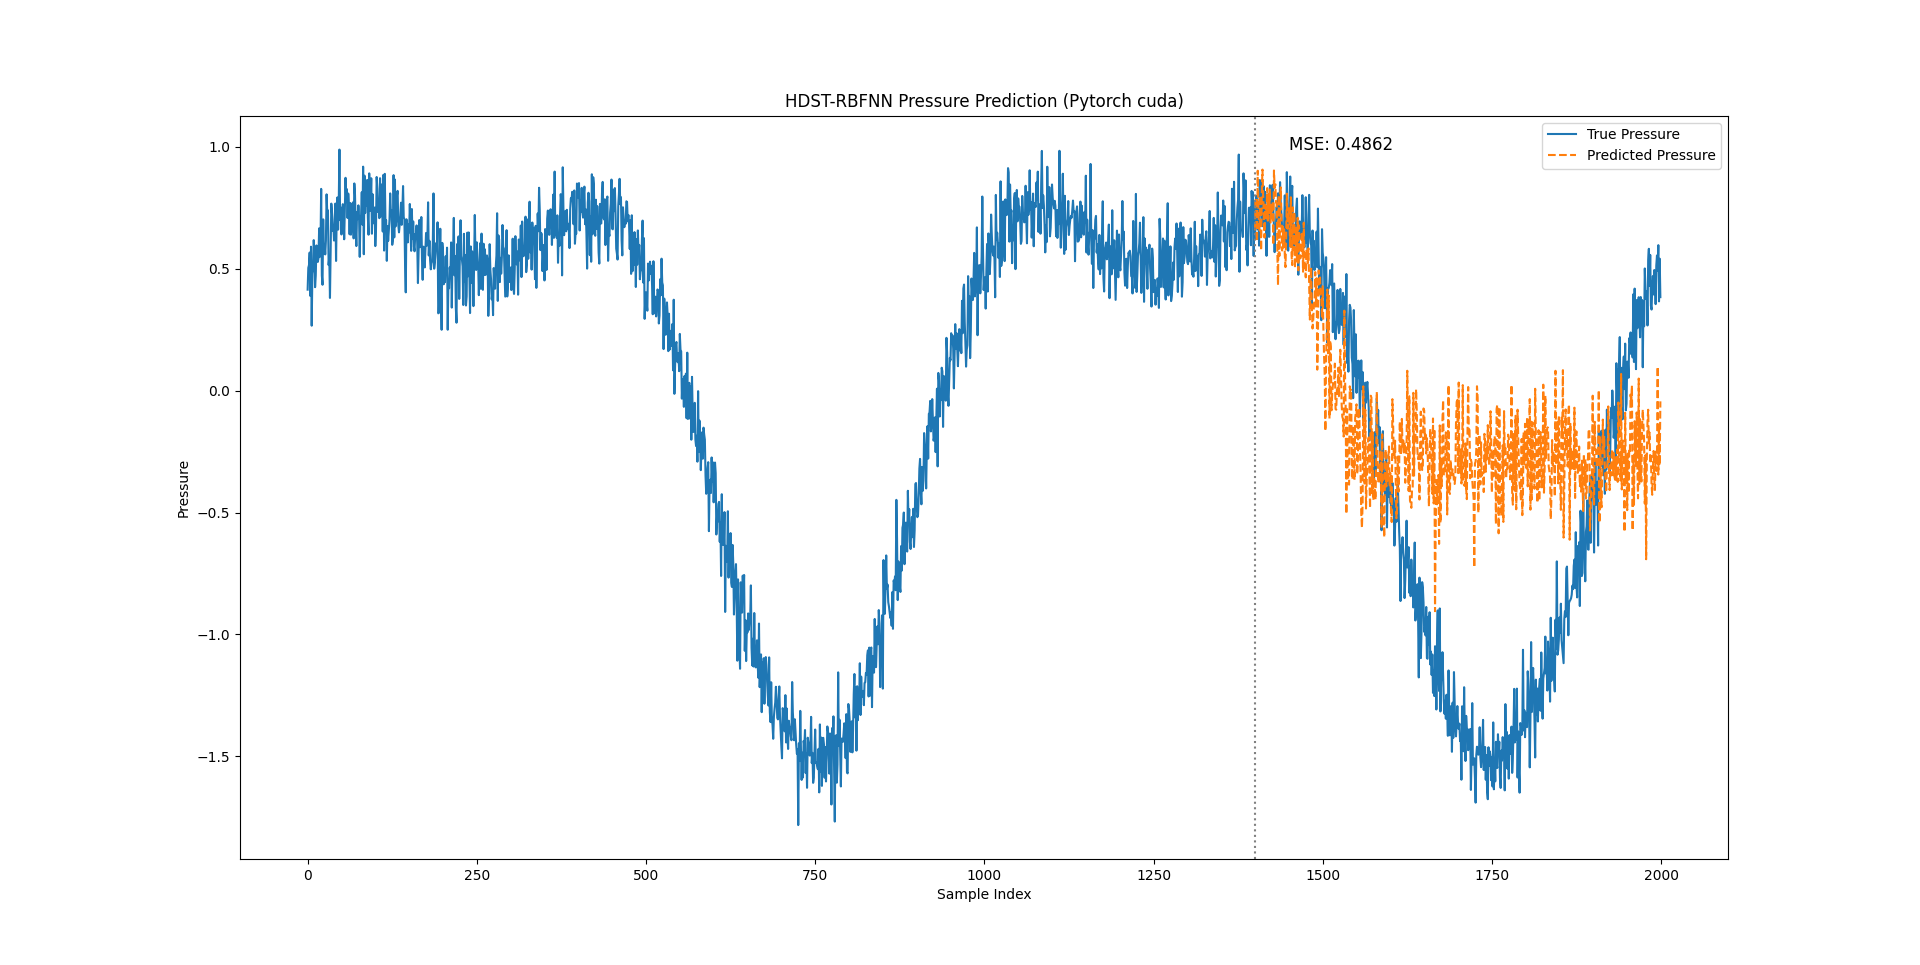 HDST-RBFNN Pressure Prediction (Pytorch cuda)
MSE: 0.4862
True Pressure
Predicted Pressure
Pressure
1.0
0.5
0.0
−0.5
−1.0
−1.5
0 250 500 750 1000 1250 1500 1750 2000
Sample Index